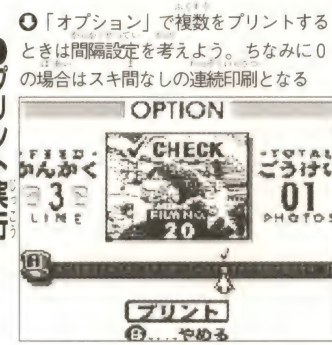 「オプション」で複数をプリントする
ときは間隔設定を考えよう。ちなみに０
の場合はスキ間なしの連続印刷となる
プリント実行
OPTION
-FEED-
かんかく
3
LINE
CHECK
FILM NO.
20
-TOTAL
ごうけい
01
PHOTOS
プリント
B....やめる